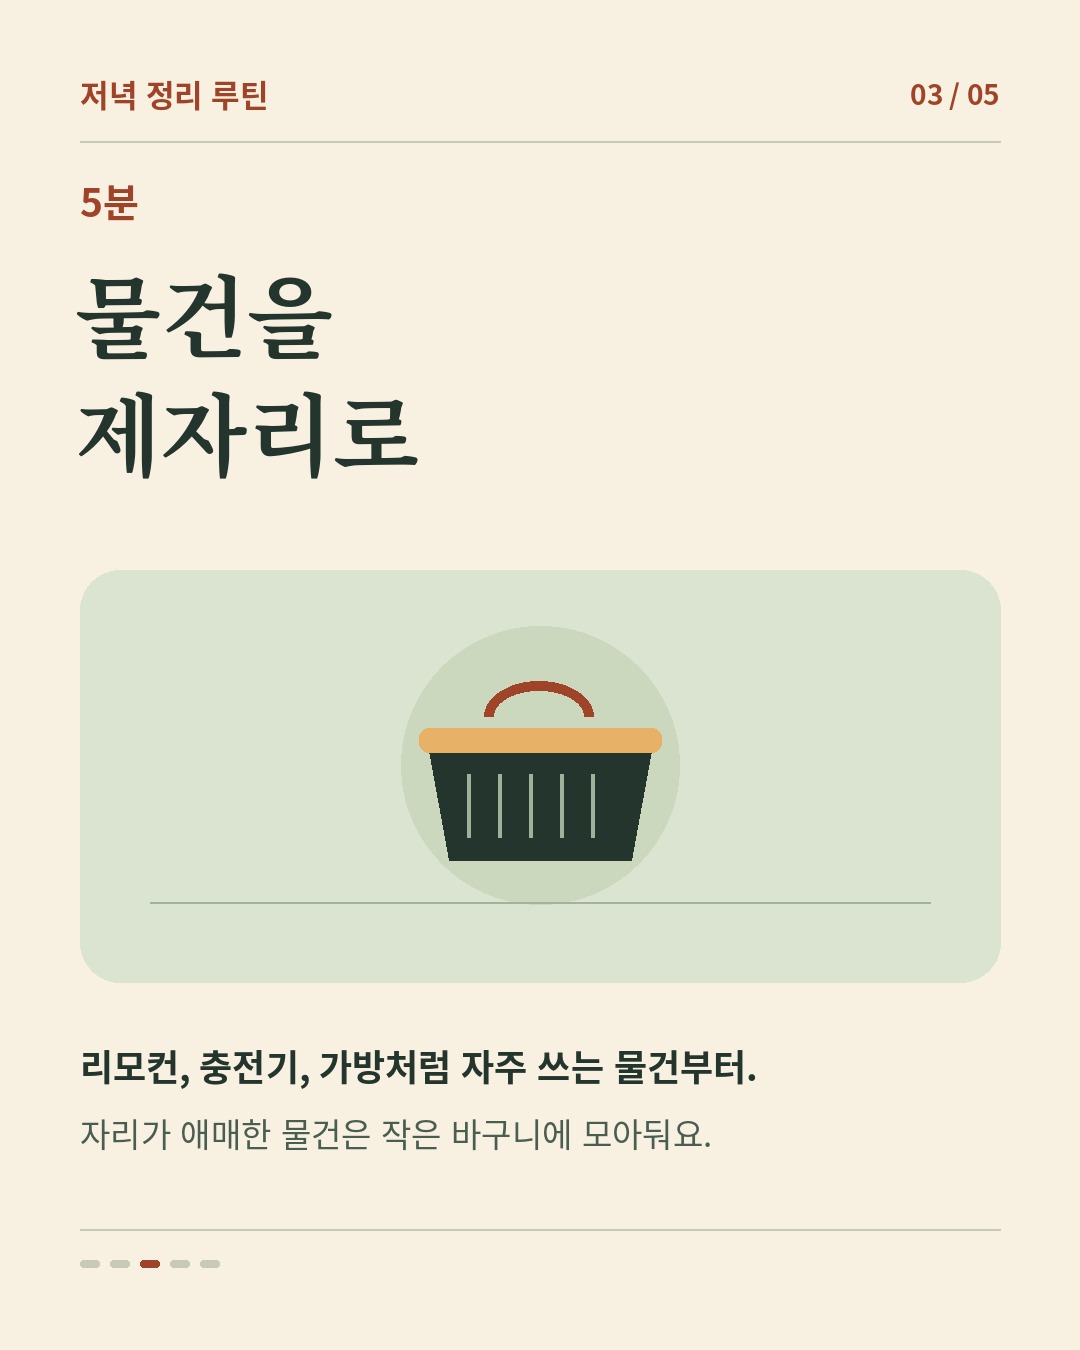 저녁 정리 루틴
03 / 05
5분
물건을
제자리로
리모컨, 충전기, 가방처럼 자주 쓰는 물건부터.
자리가 애매한 물건은 작은 바구니에 모아둬요.